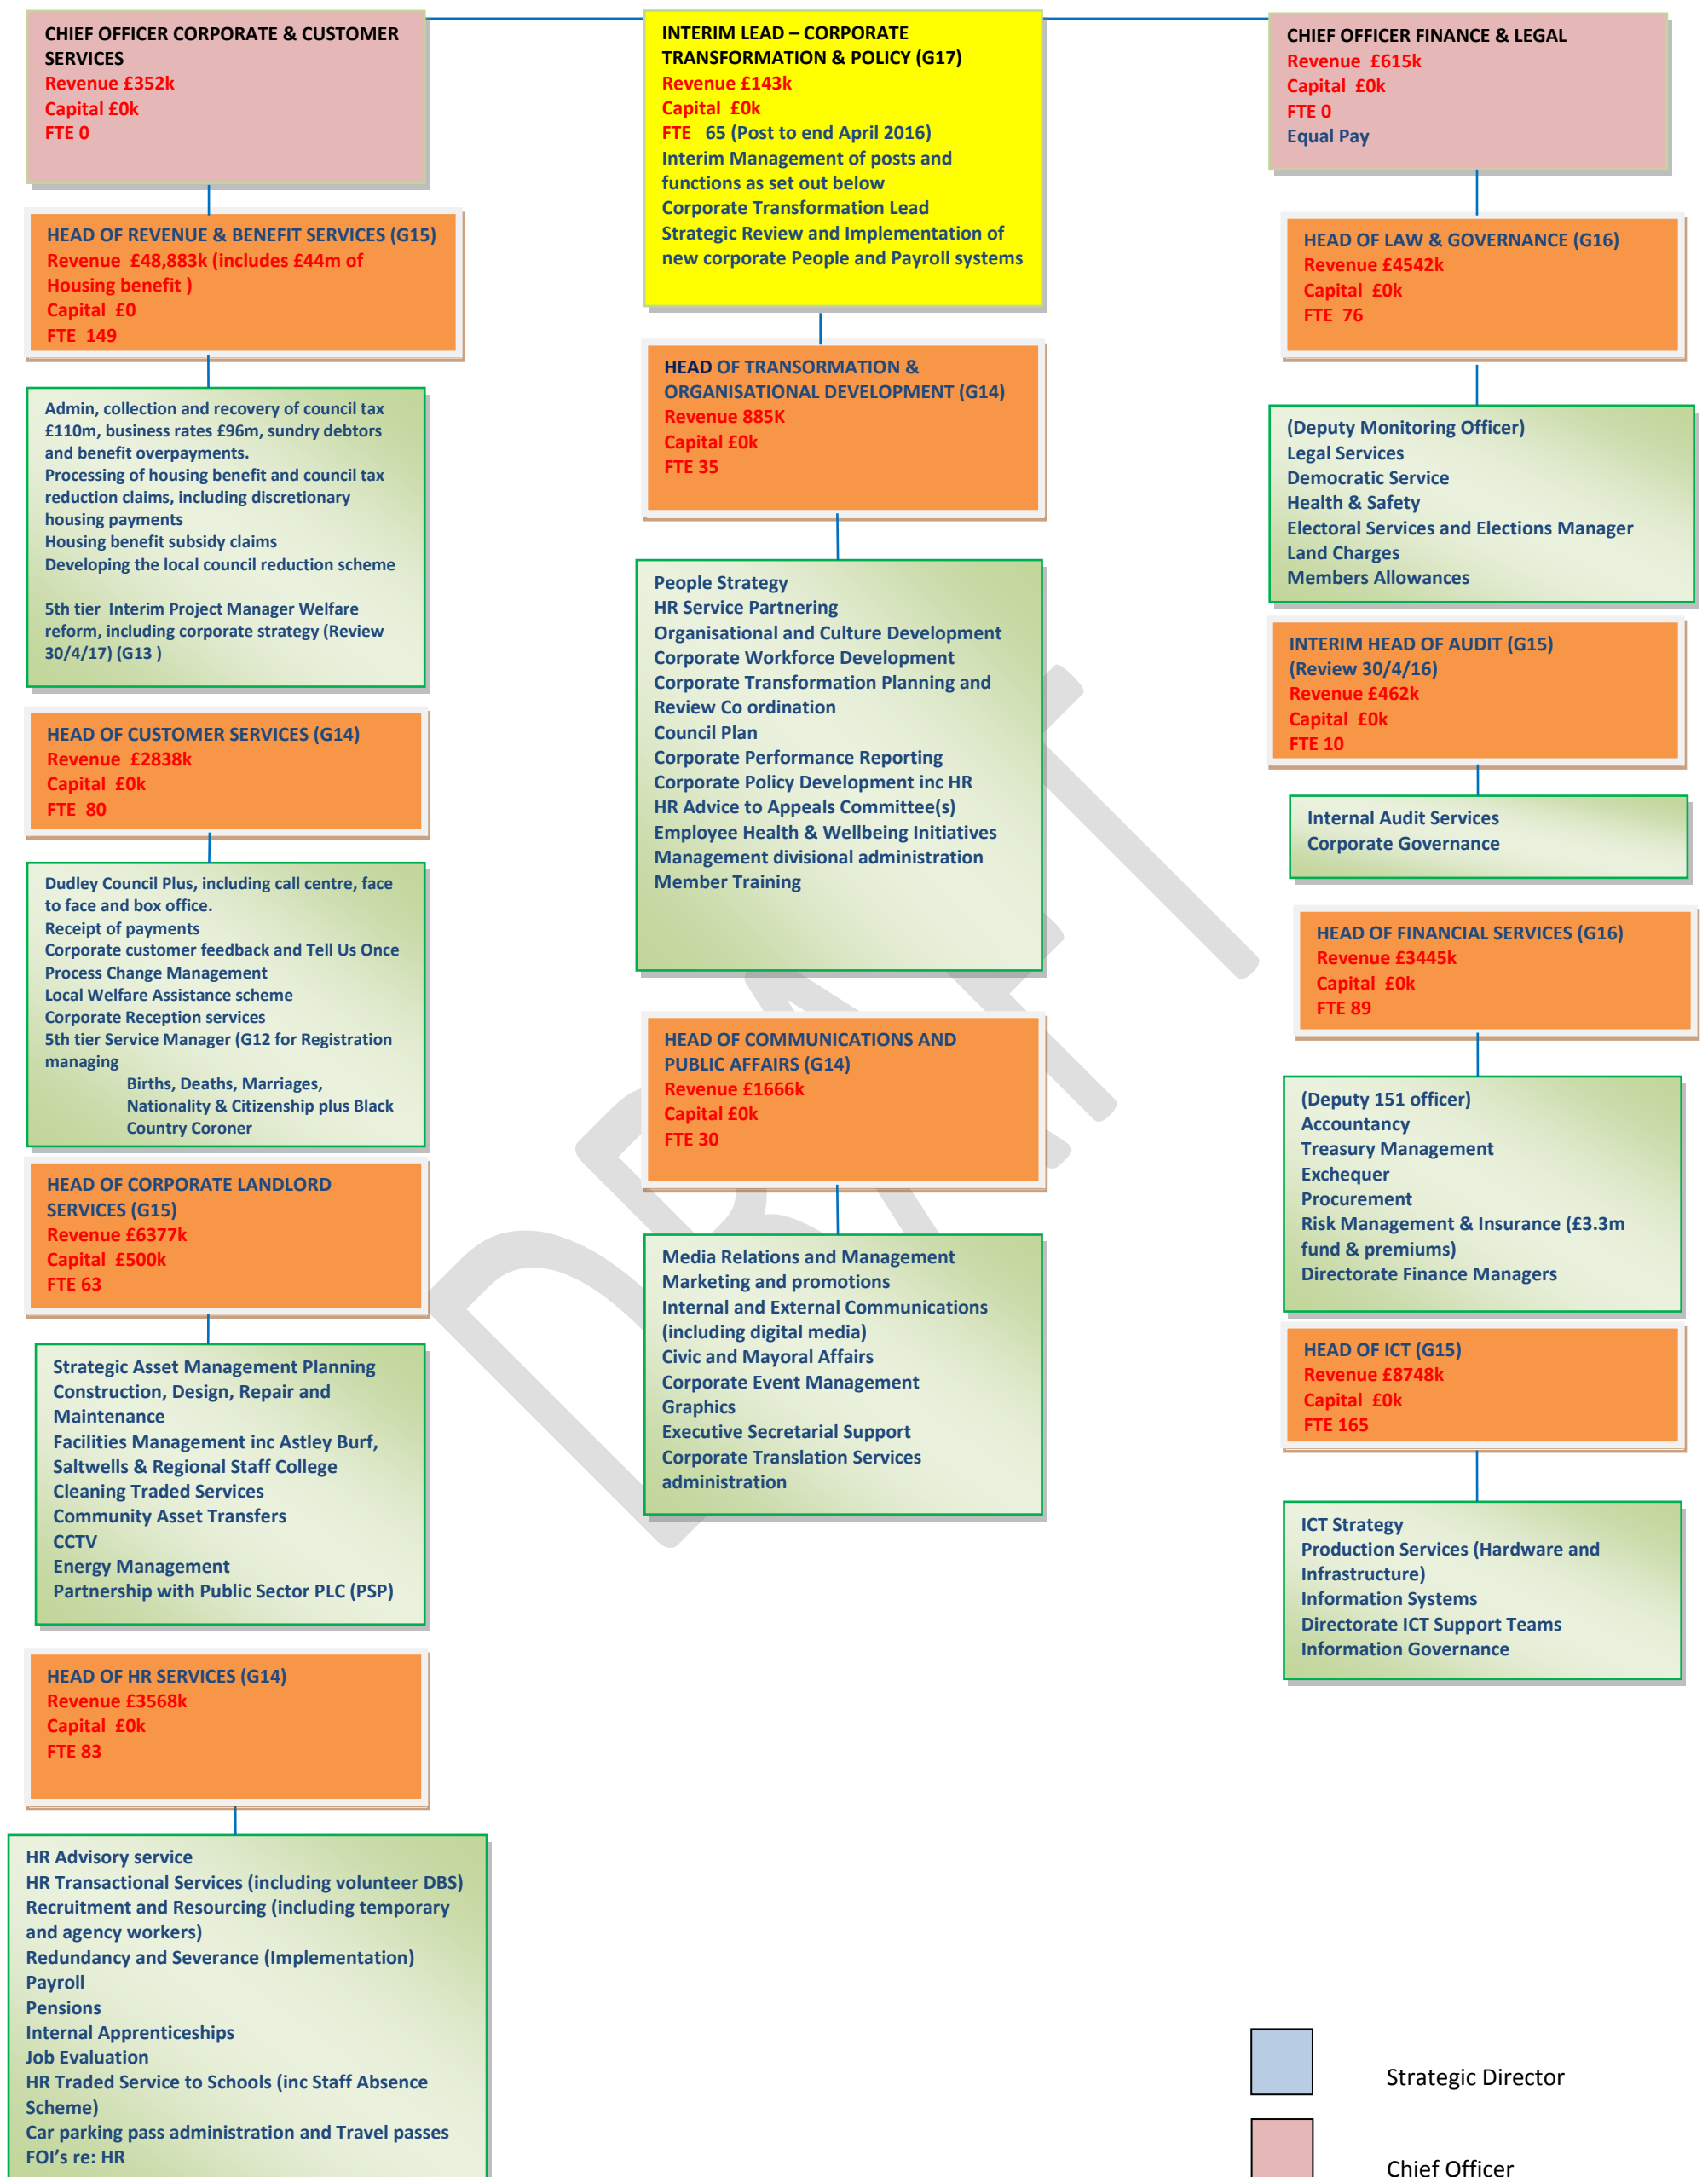 CHIEF OFFICER CORPORATE & CUSTOMER
SERVICES
Revenue £352k
Capital £0k
FTE 0
HEAD OF REVENUE & BENEFIT SERVICES (G15)
Revenue £48,883k (includes £44m of
Housing benefit )
Capital £0
FTE 149
Admin, collection and recovery of council tax
£110m, business rates £96m, sundry debtors
and benefit overpayments.
Processing of housing benefit and council tax
reduction claims, including discretionary
housing payments
Housing benefit subsidy claims
Developing the local council reduction scheme
5th tier Interim Project Manager Welfare
reform, including corporate strategy (Review
30/4/17) (G13 )
HEAD OF CUSTOMER SERVICES (G14)
Revenue £2838k
Capital £0k
FTE 80
Dudley Council Plus, including call centre, face
to face and box office.
Receipt of payments
Corporate customer feedback and Tell Us Once
Process Change Management
Local Welfare Assistance scheme
Corporate Reception services
5th tier Service Manager (G12 for Registration
managing
Births, Deaths, Marriages,
Nationality & Citizenship plus Black
Country Coroner
HEAD OF CORPORATE LANDLORD
SERVICES (G15)
Revenue £6377k
Capital £500k
FTE 63
Strategic Asset Management Planning
Construction, Design, Repair and
Maintenance
Facilities Management inc Astley Burf,
Saltwells & Regional Staff College
Cleaning Traded Services
Community Asset Transfers
CCTV
Energy Management
Partnership with Public Sector PLC (PSP)
HEAD OF HR SERVICES (G14)
Revenue £3568k
Capital £0k
FTE 83
HR Advisory service
HR Transactional Services (including volunteer DBS)
Recruitment and Resourcing (including temporary
and agency workers)
Redundancy and Severance (Implementation)
Payroll
Pensions
Internal Apprenticeships
Job Evaluation
HR Traded Service to Schools (inc Staff Absence
Scheme)
Car parking pass administration and Travel passes
FOI's re: HR
INTERIM LEAD – CORPORATE
TRANSFORMATION & POLICY (G17)
Revenue £143k
Capital £0k
FTE 65 (Post to end April 2016)
Interim Management of posts and
functions as set out below
Corporate Transformation Lead
Strategic Review and Implementation of
new corporate People and Payroll systems
HEAD OF TRANSORMATION &
ORGANISATIONAL DEVELOPMENT (G14)
Revenue 885K
Capital £0k
FTE 35
People Strategy
HR Service Partnering
Organisational and Culture Development
Corporate Workforce Development
Corporate Transformation Planning and
Review Co ordination
Council Plan
Corporate Performance Reporting
Corporate Policy Development inc HR
HR Advice to Appeals Committee(s)
Employee Health & Wellbeing Initiatives
Management divisional administration
Member Training
HEAD OF COMMUNICATIONS AND
PUBLIC AFFAIRS (G14)
Revenue £1666k
Capital £0k
FTE 30
Media Relations and Management
Marketing and promotions
Internal and External Communications
(including digital media)
Civic and Mayoral Affairs
Corporate Event Management
Graphics
Executive Secretarial Support
Corporate Translation Services
administration
CHIEF OFFICER FINANCE & LEGAL
Revenue £615k
Capital £0k
FTE 0
Equal Pay
HEAD OF LAW & GOVERNANCE (G16)
Revenue £4542k
Capital £0k
FTE 76
(Deputy Monitoring Officer)
Legal Services
Democratic Service
Health & Safety
Electoral Services and Elections Manager
Land Charges
Members Allowances
INTERIM HEAD OF AUDIT (G15)
(Review 30/4/16)
Revenue £462k
Capital £0k
FTE 10
Internal Audit Services
Corporate Governance
HEAD OF FINANCIAL SERVICES (G16)
Revenue £3445k
Capital £0k
FTE 89
(Deputy 151 officer)
Accountancy
Treasury Management
Exchequer
Procurement
Risk Management & Insurance (£3.3m
fund & premiums)
Directorate Finance Managers
HEAD OF ICT (G15)
Revenue £8748k
Capital £0k
FTE 165
ICT Strategy
Production Services (Hardware and
Infrastructure)
Information Systems
Directorate ICT Support Teams
Information Governance
Strategic Director
Chief Officer
DRAFT